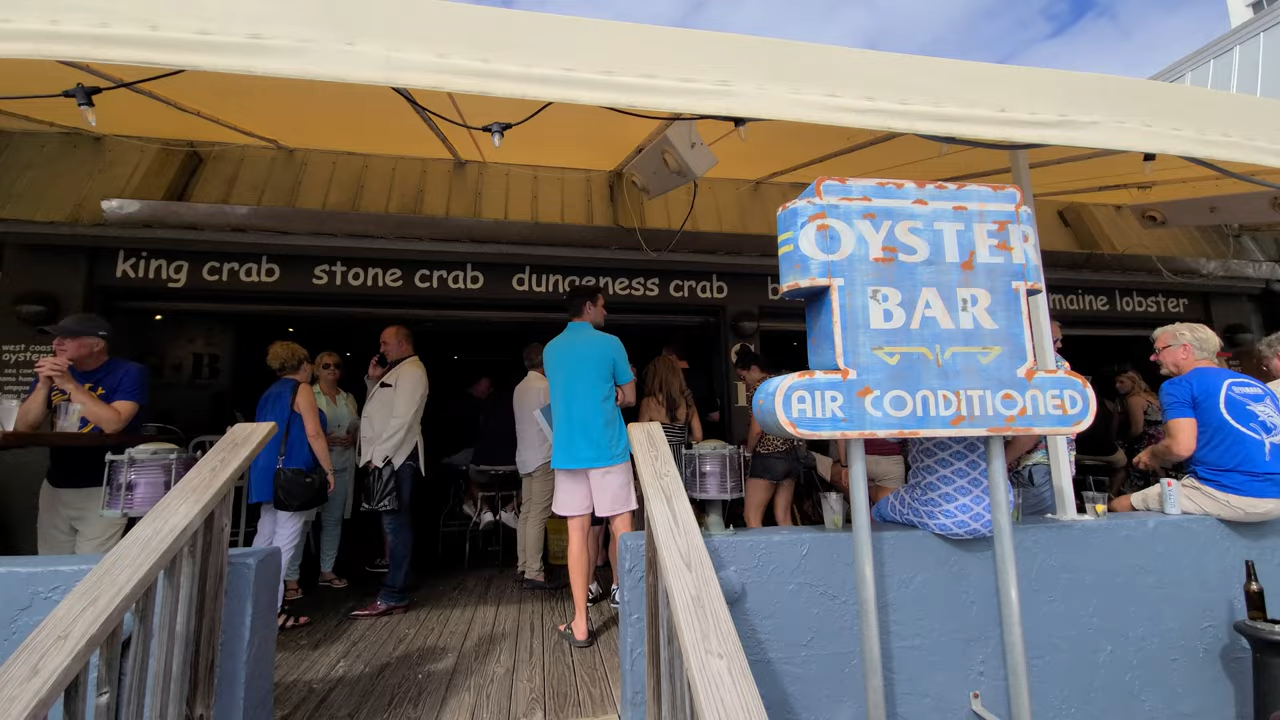 king crab stone crab dungeness crab
maine lobster
OYSTER
BAR
AIR CONDITIONED
west coast
oysters